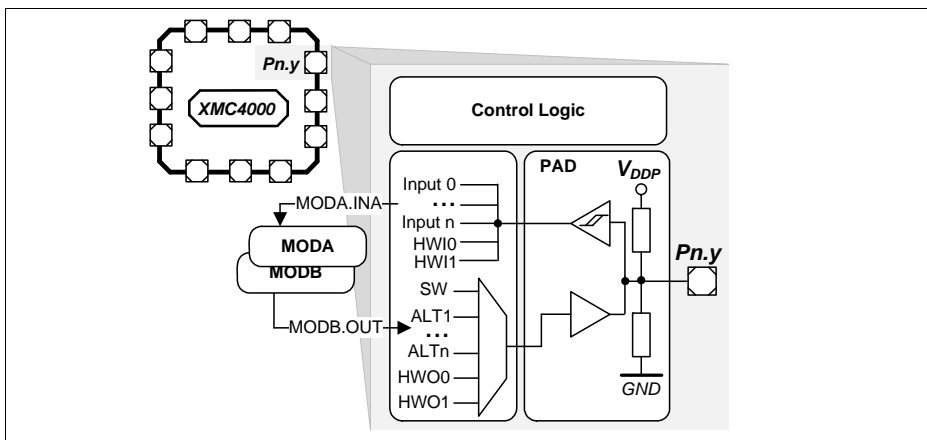 Pn.y
XMC4000
Control Logic
PAD
VDDP
Input 0
...
Input n
HWI0
HWI1
MODA.INA
MODA
MODB
MODB.OUT
SW
ALT1
...
ALTn
HWO0
HWO1
Pn.y
GND